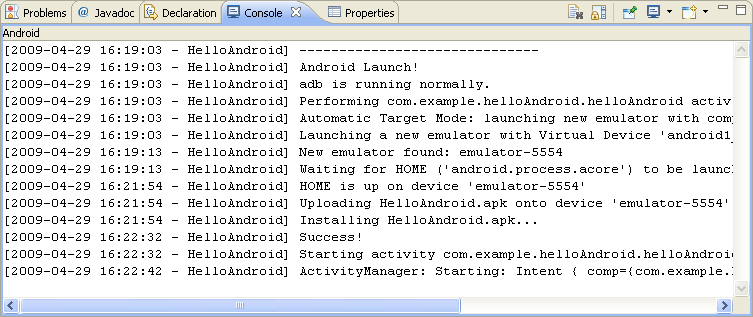 Problems @ Javadoc Declaration Console Properties
Android
[2009-04-29 16:19:03 - HelloAndroid] ------------------------------
[2009-04-29 16:19:03 - HelloAndroid] Android Launch!
[2009-04-29 16:19:03 - HelloAndroid] adb is running normally.
[2009-04-29 16:19:03 - HelloAndroid] Performing com.example.helloAndroid.helloAndroid activ
[2009-04-29 16:19:03 - HelloAndroid] Automatic Target Mode: launching new emulator with comp
[2009-04-29 16:19:03 - HelloAndroid] Launching a new emulator with Virtual Device 'android1_
[2009-04-29 16:19:13 - HelloAndroid] New emulator found: emulator-5554
[2009-04-29 16:19:13 - HelloAndroid] Waiting for HOME ('android.process.acore') to be launc
[2009-04-29 16:21:54 - HelloAndroid] HOME is up on device 'emulator-5554'
[2009-04-29 16:21:54 - HelloAndroid] Uploading HelloAndroid.apk onto device 'emulator-5554'
[2009-04-29 16:21:54 - HelloAndroid] Installing HelloAndroid.apk...
[2009-04-29 16:22:32 - HelloAndroid] Success!
[2009-04-29 16:22:32 - HelloAndroid] Starting activity com.example.helloAndroid.helloAndroid
[2009-04-29 16:22:42 - HelloAndroid] ActivityManager: Starting: Intent { comp={com.example.